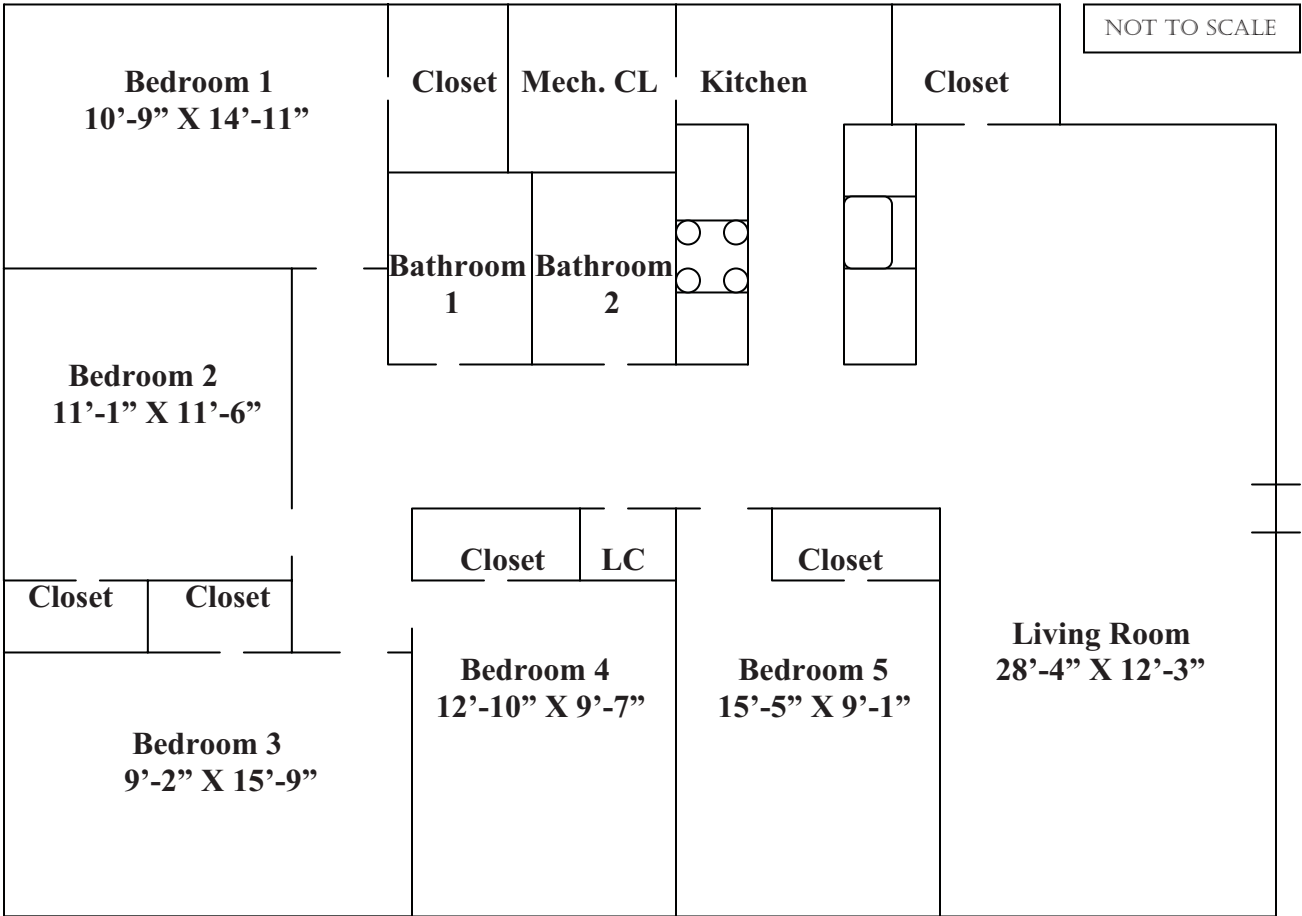 NOT TO SCALE
Bedroom 1
10’-9” X 14’-11”
Closet
Mech. CL
Kitchen
Closet
Bathroom
1
Bathroom
2
Bedroom 2
11’-1” X 11’-6”
Closet
Closet
Closet
LC
Closet
Bedroom 3
9’-2” X 15’-9”
Bedroom 4
12’-10” X 9’-7”
Bedroom 5
15’-5” X 9’-1”
Living Room
28’-4” X 12’-3”